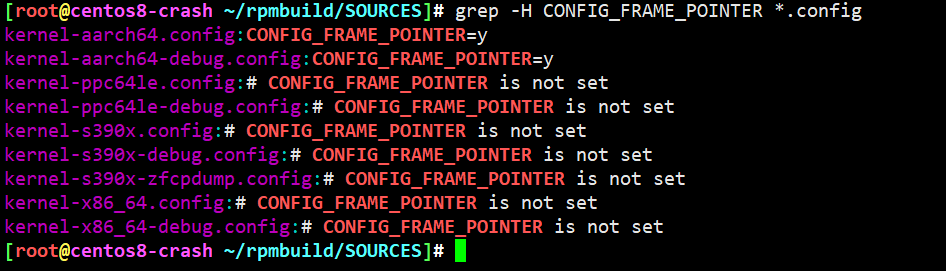 [root@centos8-crash ~/rpmbuild/SOURCES]# grep -H CONFIG_FRAME_POINTER *.config
kernel-aarch64.config:CONFIG_FRAME_POINTER=y
kernel-aarch64-debug.config:CONFIG_FRAME_POINTER=y
kernel-ppc64le.config:# CONFIG_FRAME_POINTER is not set
kernel-ppc64le-debug.config:# CONFIG_FRAME_POINTER is not set
kernel-s390x.config:# CONFIG_FRAME_POINTER is not set
kernel-s390x-debug.config:# CONFIG_FRAME_POINTER is not set
kernel-s390x-zfcpdump.config:# CONFIG_FRAME_POINTER is not set
kernel-x86_64.config:# CONFIG_FRAME_POINTER is not set
kernel-x86_64-debug.config:# CONFIG_FRAME_POINTER is not set
[root@centos8-crash ~/rpmbuild/SOURCES]#